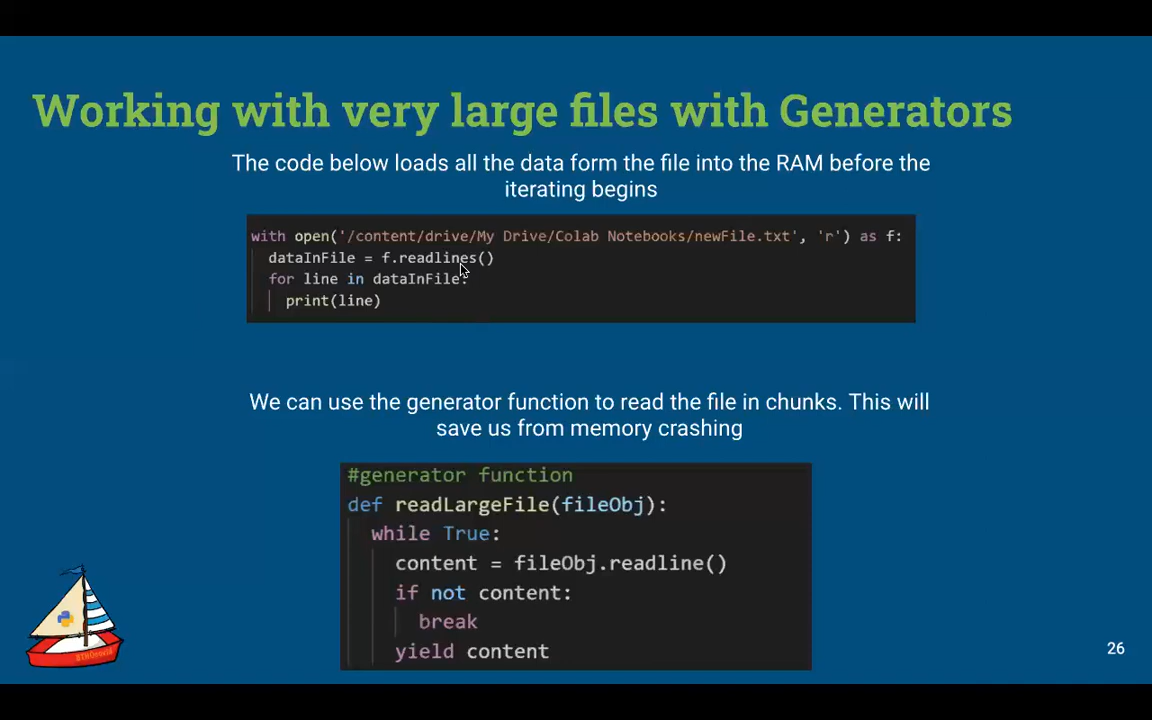 Working with very large files with Generators
The code below loads all the data form the file into the RAM before the
iterating begins
with open('/content/drive/My Drive/Colab Notebooks/newFile.txt', 'r') as f:
dataInFile = f.readlines()
for line in dataInFile:
print(line)
We can use the generator function to read the file in chunks. This will
save us from memory crashing
#generator function
def readLargeFile(fileObj):
while True:
content = fileObj.readline()
if not content:
break
yield content
26